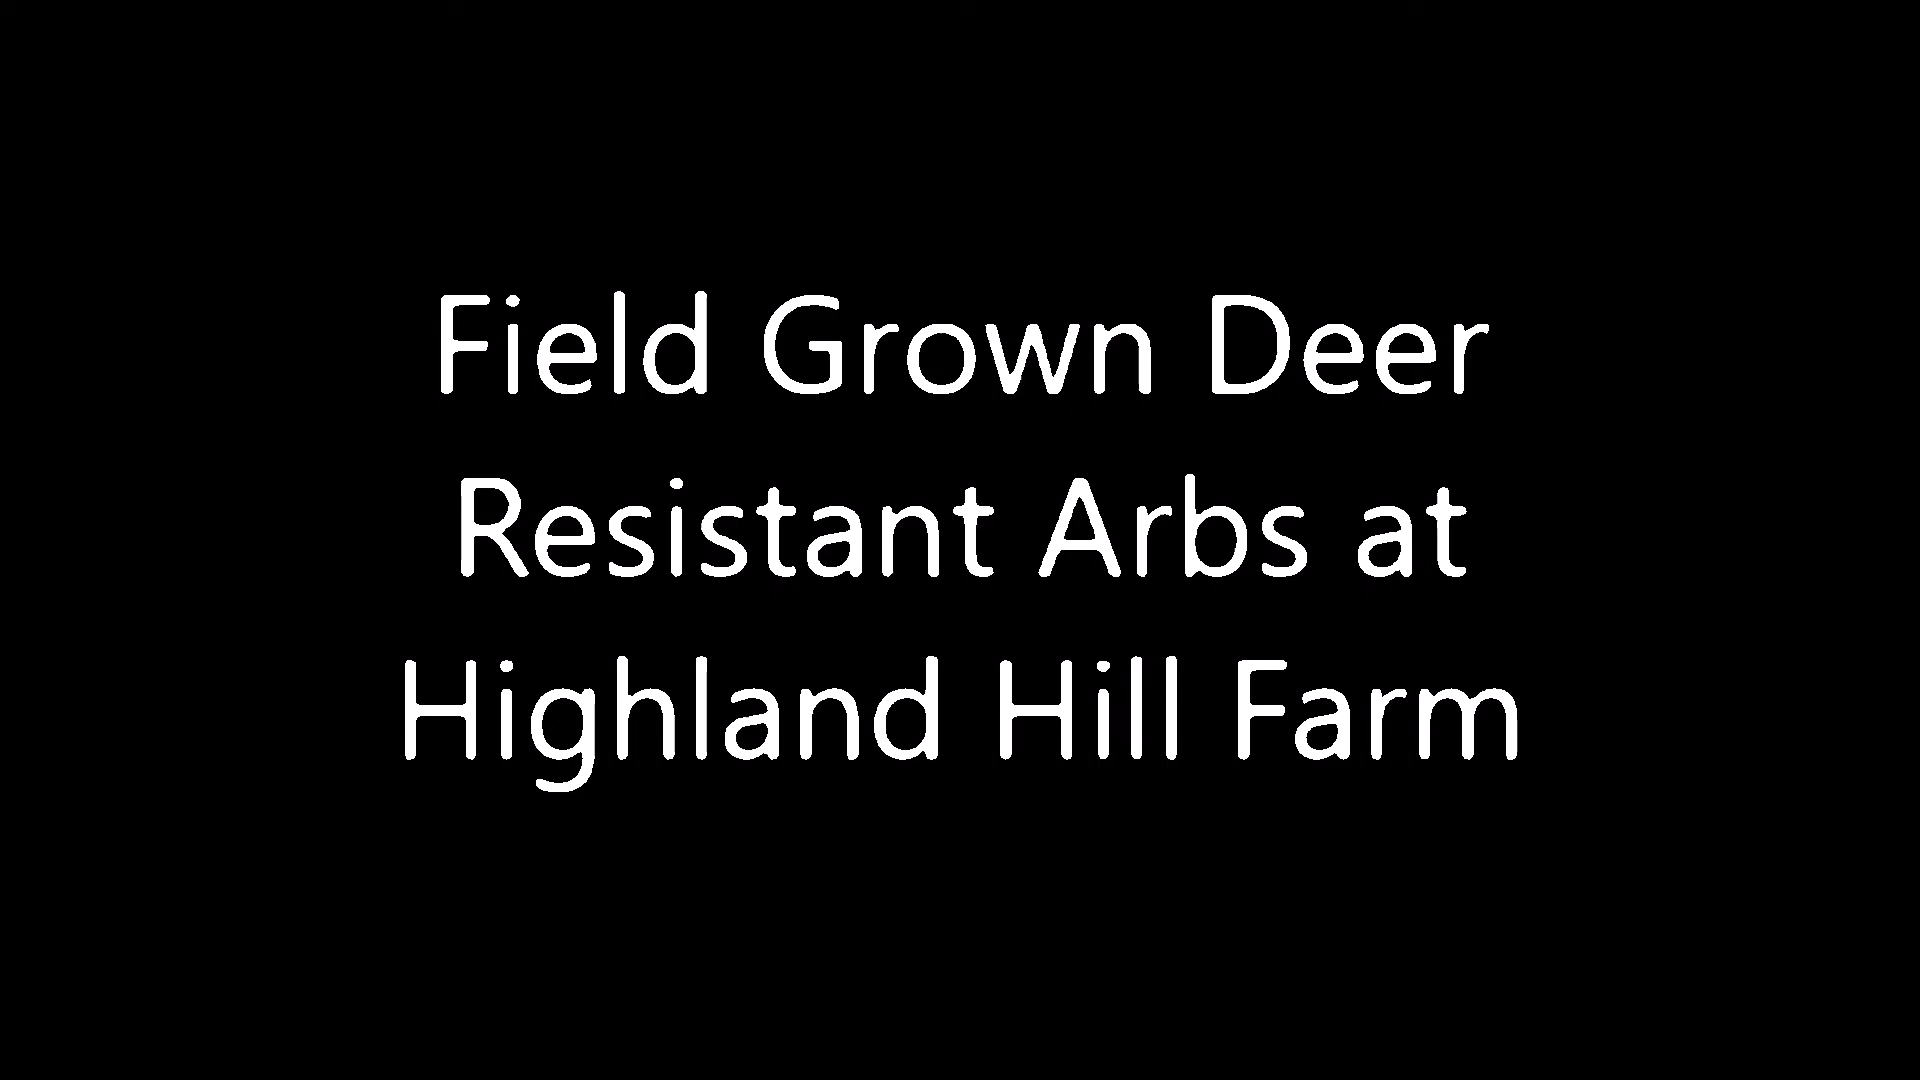 Field Grown Deer
Resistant Arbs at
Highland Hill Farm